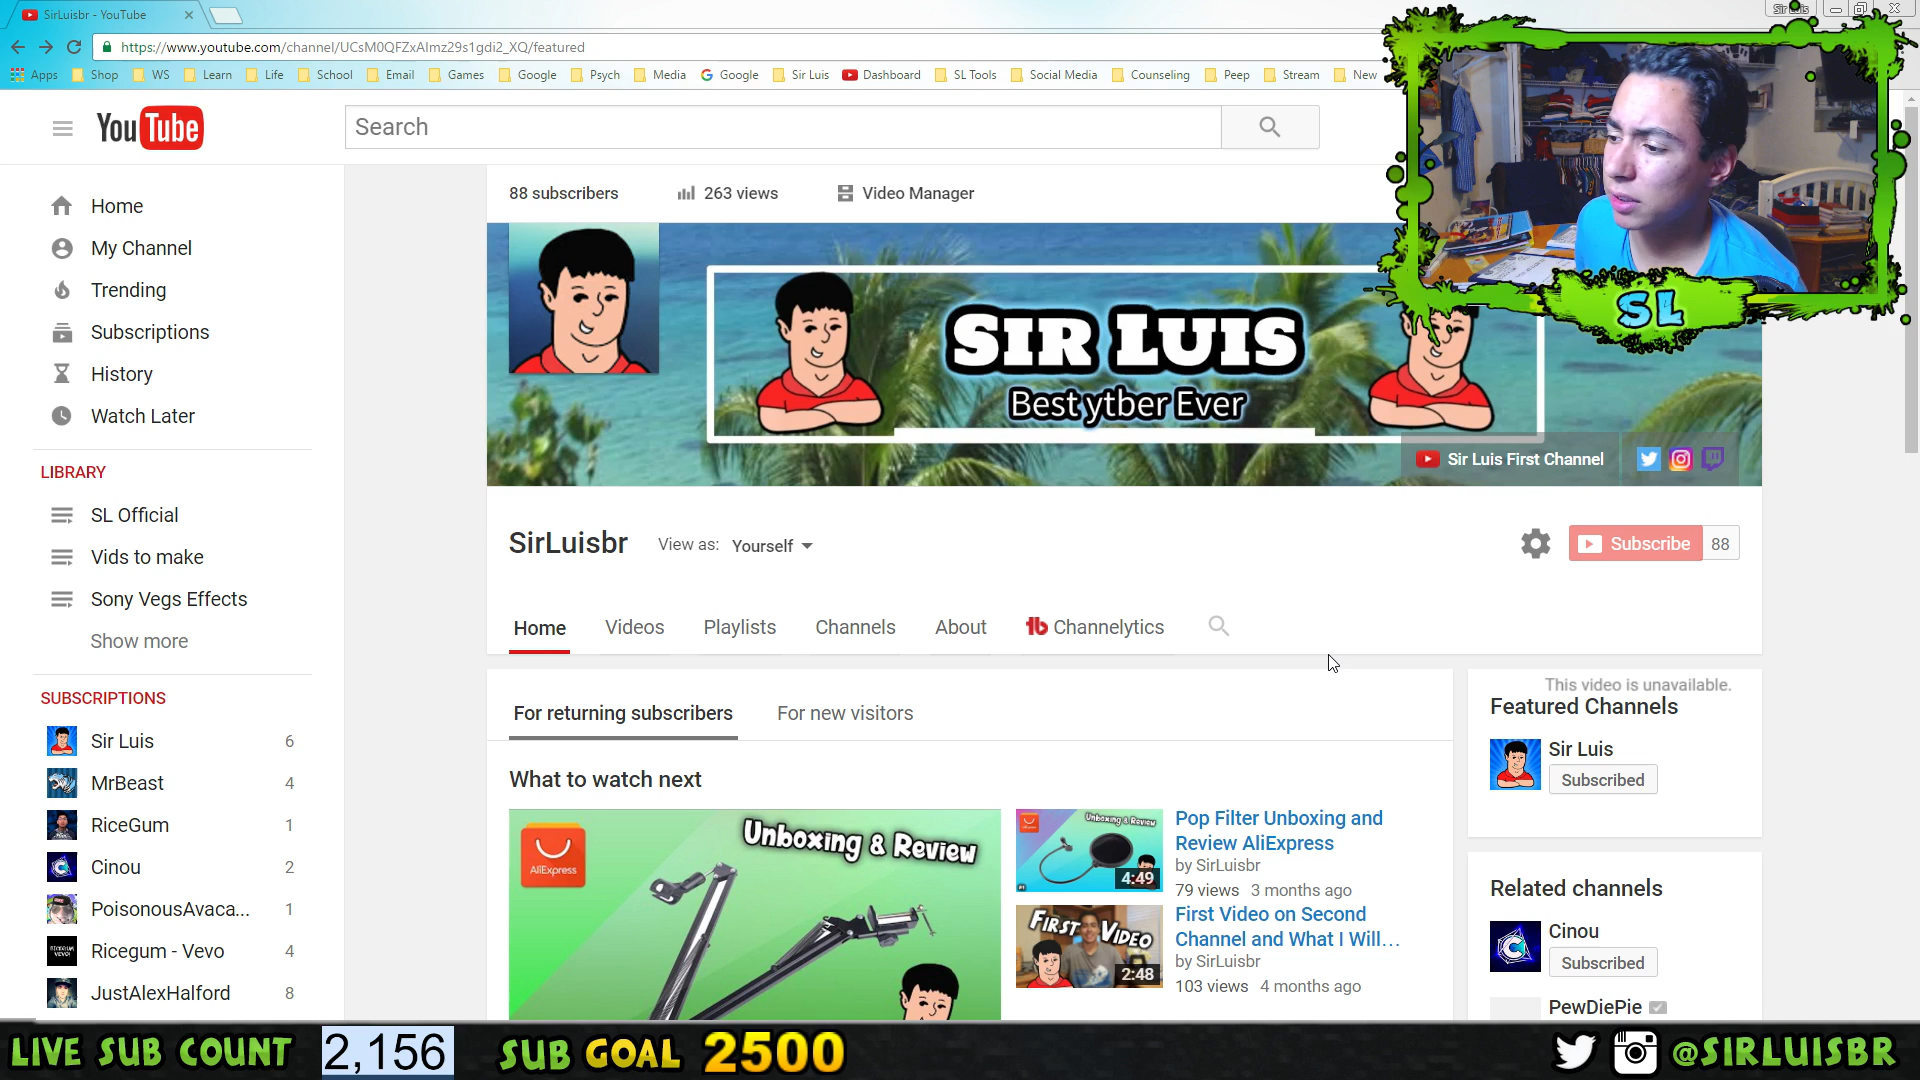 SirLuisbr - YouTube
https://www.youtube.com/channel/UCsM0QFZxAlmz29s1gdi2_XQ/featured
Apps Shop WS Learn Life School Email Games Google Psych Media Google Sir Luis Dashboard SL Tools Social Media Counseling Peep Stream New
YouTube
Search
88 subscribers 263 views Video Manager
Home
My Channel
Trending
Subscriptions
History
Watch Later
LIBRARY
SL Official
Vids to make
Sony Vegs Effects
Show more
SUBSCRIPTIONS
Sir Luis 6
MrBeast 4
RiceGum 1
Cinou 2
PoisonousAvaca... 1
Ricegum - Vevo 4
JustAlexHalford 8
SIR LUIS
Best ytber Ever
Sir Luis First Channel
SL
SirLuisbr View as: Yourself
Subscribe 88
Home Videos Playlists Channels About Channelytics
For returning subscribers For new visitors
What to watch next
AliExpress
Unboxing & Review
Unboxing & Review
4:49
Pop Filter Unboxing and
Review AliExpress
by SirLuisbr
79 views 3 months ago
FIRST VIDEO
2:48
First Video on Second
Channel and What I Will...
by SirLuisbr
103 views 4 months ago
This video is unavailable.
Featured Channels
Sir Luis
Subscribed
Related channels
Cinou
Subscribed
PewDiePie
LIVE SUB COUNT 2,156 SUB GOAL 2500 @SIRLUISBR